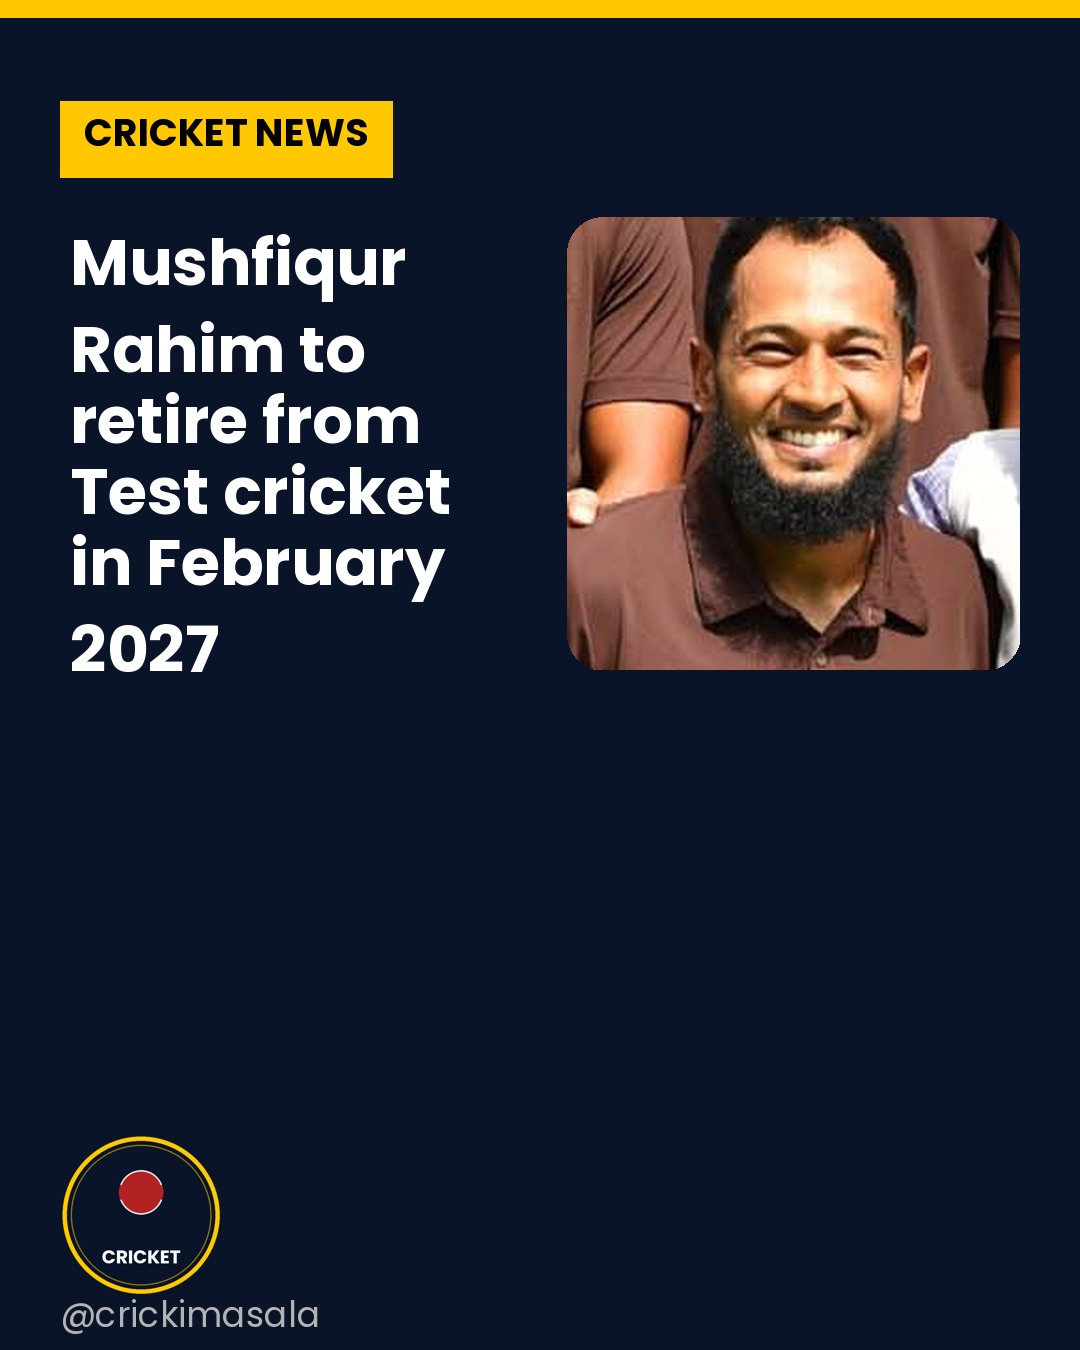 CRICKET NEWS
Mushfiqur
Rahim to
retire from
Test cricket
in February
2027
CRICKET
@crickimasala